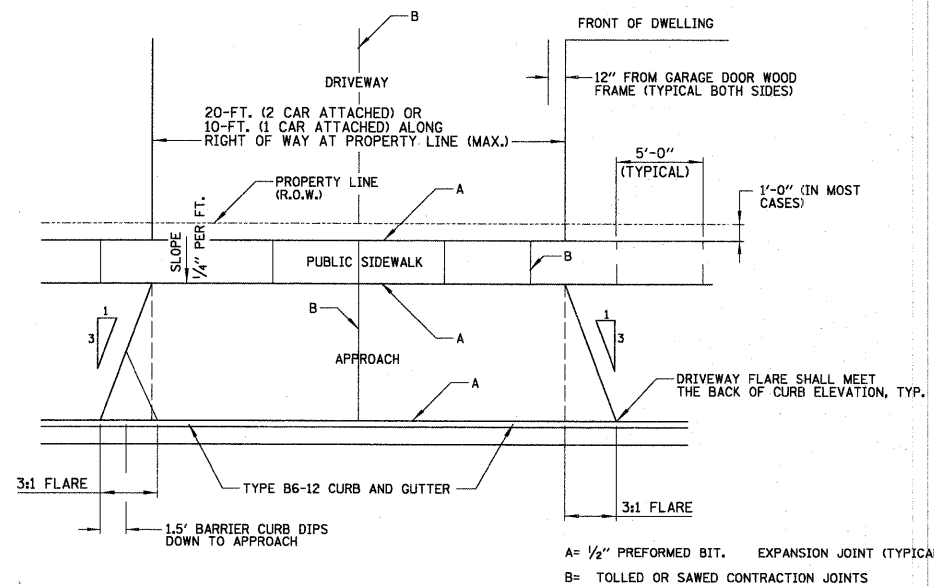 B
FRONT OF DWELLING
DRIVEWAY
12" FROM GARAGE DOOR WOOD
FRAME (TYPICAL BOTH SIDES)
20-FT. (2 CAR ATTACHED) OR
10-FT. (1 CAR ATTACHED) ALONG
RIGHT OF WAY AT PROPERTY LINE (MAX.)
5'-0"
(TYPICAL)
PROPERTY LINE
(R.O.W.)
A
1'-0" (IN MOST
CASES)
SLOPE
1/4" PER FT.
PUBLIC SIDEWALK
B
1
3
B
A
1
3
APPROACH
A
DRIVEWAY FLARE SHALL MEET
THE BACK OF CURB ELEVATION, TYP.
3:1 FLARE
TYPE B6-12 CURB AND GUTTER
3:1 FLARE
1.5' BARRIER CURB DIPS
DOWN TO APPROACH
A= 1/2" PREFORMED BIT. EXPANSION JOINT (TYPICA
B= TOLLED OR SAWED CONTRACTION JOINTS